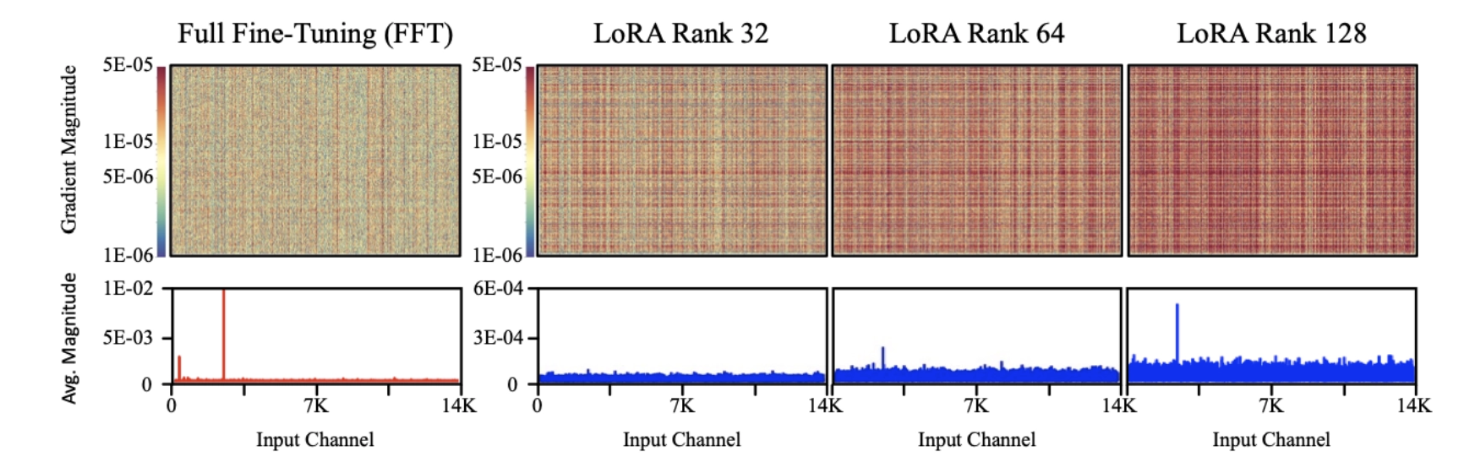 Full Fine-Tuning (FFT)
LoRA Rank 32
LoRA Rank 64
LoRA Rank 128
Gradient Magnitude
5E-05
1E-05
5E-06
1E-06
5E-05
1E-05
5E-06
1E-06
Avg. Magnitude
1E-02
5E-03
0
6E-04
3E-04
0
0 7K 14K
0 7K 14K
7K 14K
7K 14K
Input Channel
Input Channel
Input Channel
Input Channel